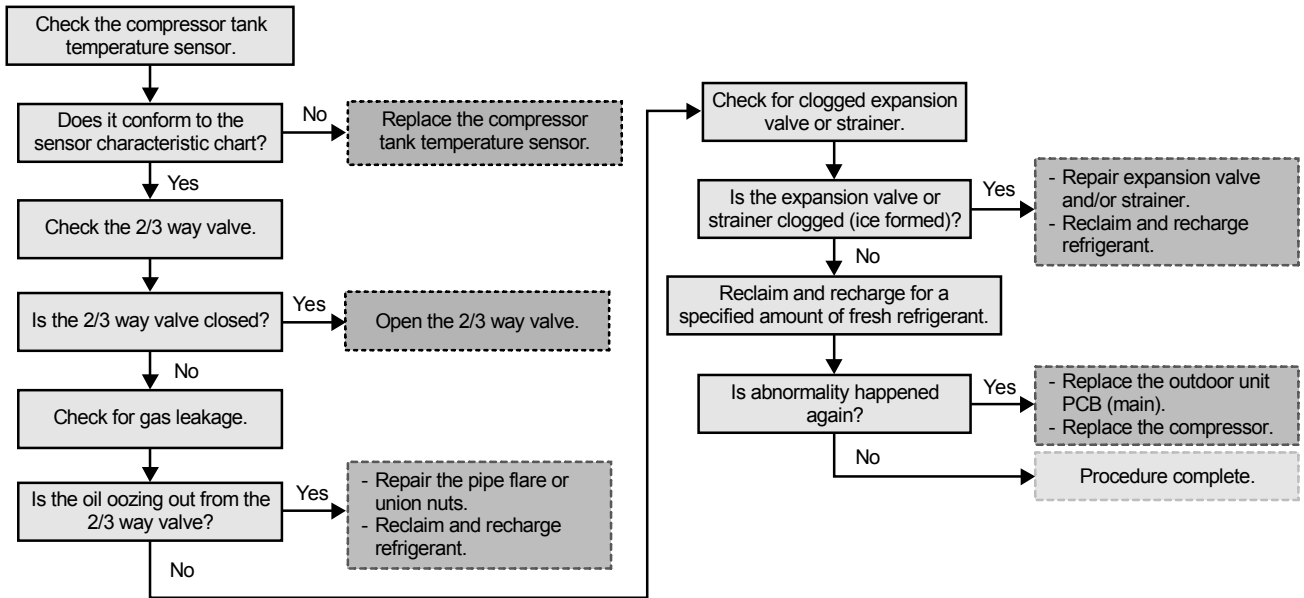 Check the compressor tank
temperature sensor.
Does it conform to the
sensor characteristic chart?
No
Replace the compressor
tank temperature sensor.
Yes
Check the 2/3 way valve.
Is the 2/3 way valve closed?
Yes
Open the 2/3 way valve.
No
Check for gas leakage.
Is the oil oozing out from the
2/3 way valve?
Yes
- Repair the pipe flare or
union nuts.
- Reclaim and recharge
refrigerant.
No
Check for clogged expansion
valve or strainer.
Is the expansion valve or
strainer clogged (ice formed)?
Yes
- Repair expansion valve
and/or strainer.
- Reclaim and recharge
refrigerant.
No
Reclaim and recharge for a
specified amount of fresh refrigerant.
Is abnormality happened
again?
Yes
- Replace the outdoor unit
PCB (main).
- Replace the compressor.
No
Procedure complete.